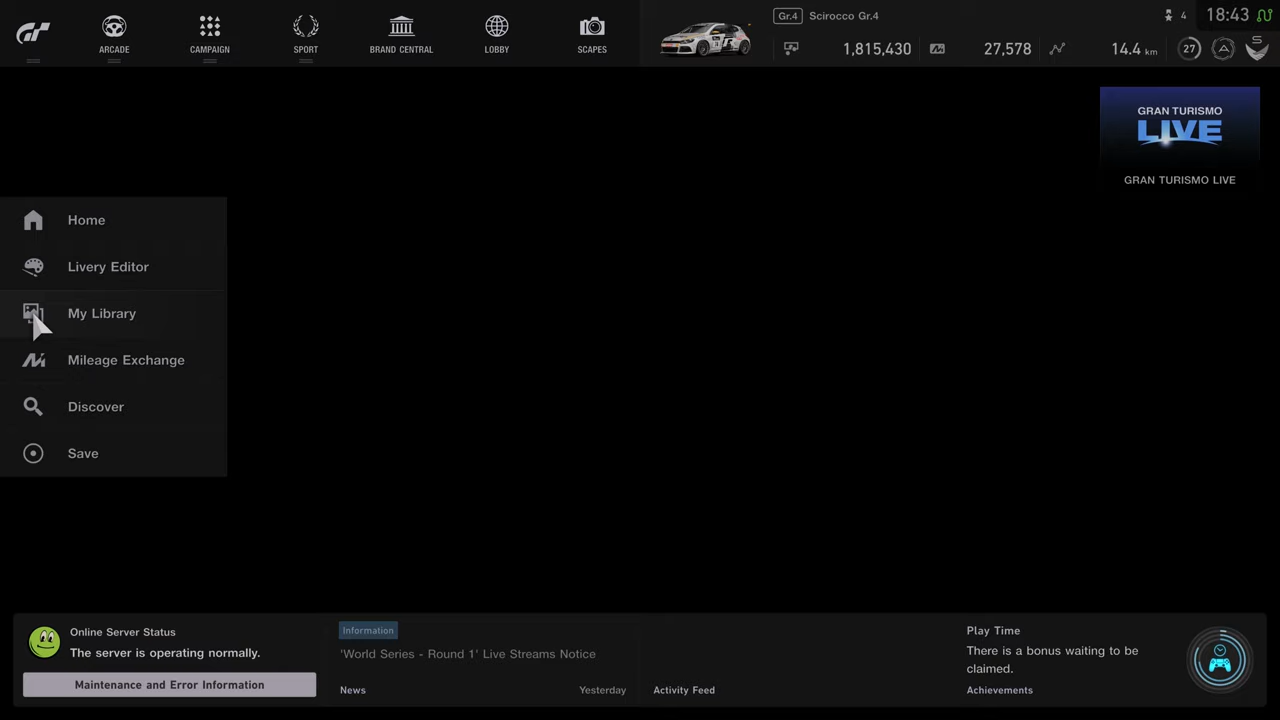 ARCADE
CAMPAIGN
SPORT
BRAND CENTRAL
LOBBY
SCAPES
Gr.4 Scirocco Gr.4
4
18:43
1,815,430
27,578
14.4 km
27
A
S
GRAN TURISMO
LIVE
GRAN TURISMO LIVE
Home
Livery Editor
My Library
Mileage Exchange
Discover
Save
Online Server Status
The server is operating normally.
Maintenance and Error Information
Information
'World Series - Round 1' Live Streams Notice
News
Yesterday
Activity Feed
Play Time
There is a bonus waiting to be
claimed.
Achievements